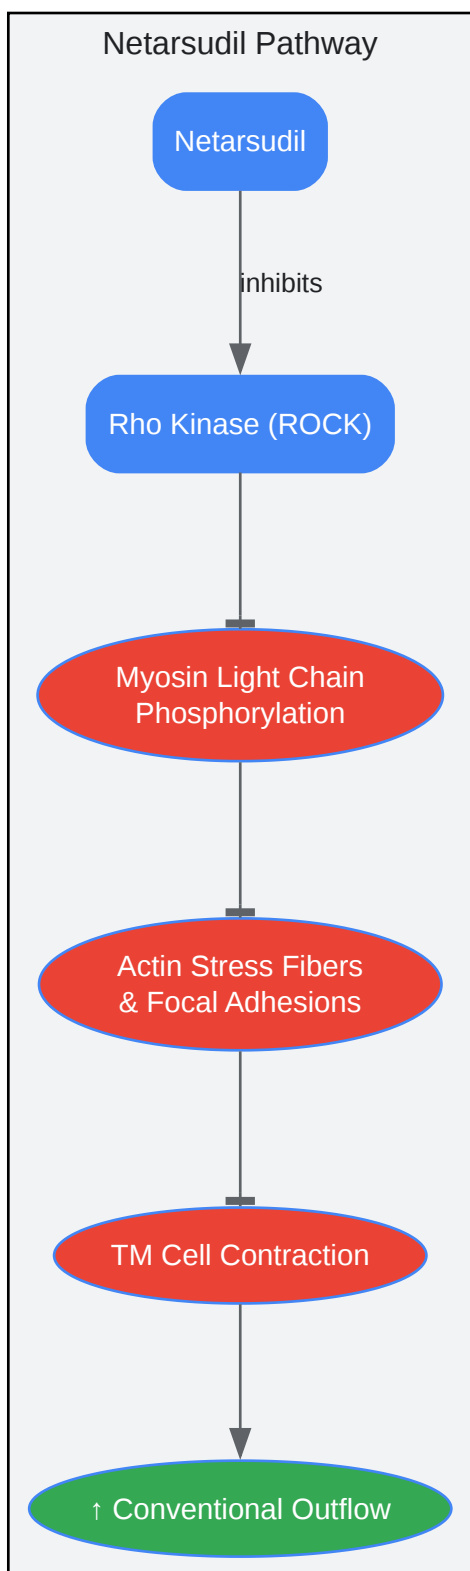 Netarsudil Pathway
Netarsudil
inhibits
Rho Kinase (ROCK)
Myosin Light Chain
Phosphorylation
Actin Stress Fibers
& Focal Adhesions
TM Cell Contraction
↑ Conventional Outflow